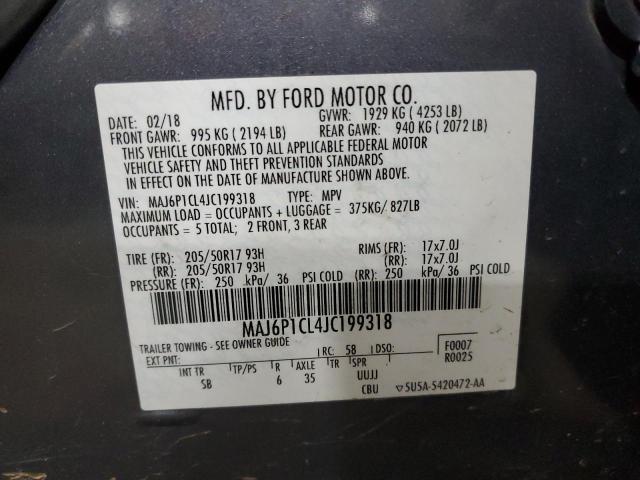 MFD. BY FORD MOTOR CO.
DATE: 02/18 GVWR: 1929 KG ( 4253 LB)
FRONT GAWR: 995 KG ( 2194 LB) REAR GAWR: 940 KG ( 2072 LB)
THIS VEHICLE CONFORMS TO ALL APPLICABLE FEDERAL MOTOR
VEHICLE SAFETY AND THEFT PREVENTION STANDARDS
IN EFFECT ON THE DATE OF MANUFACTURE SHOWN ABOVE.
VIN: MAJ6P1CL4JC199318 TYPE: MPV
MAXIMUM LOAD = OCCUPANTS + LUGGAGE = 375KG/ 827LB
OCCUPANTS = 5 TOTAL; 2 FRONT, 3 REAR
TIRE (FR): 205/50R17 93H RIMS (FR): 17x7.0J
(RR): 205/50R17 93H (RR): 17x7.0J
PRESSURE (FR): 250 kPa/ 36 PSI COLD (RR): 250 kPa/ 36 PSI COLD
MAJ6P1CL4JC199318
TRAILER TOWING - SEE OWNER GUIDE
EXT PNT: RC: 58 DSO: F0007
R0025
INT TR TP/PS R AXLE TR SPR
SB 6 35 UUJJ
CBU ▽5U5A-5420472-AA